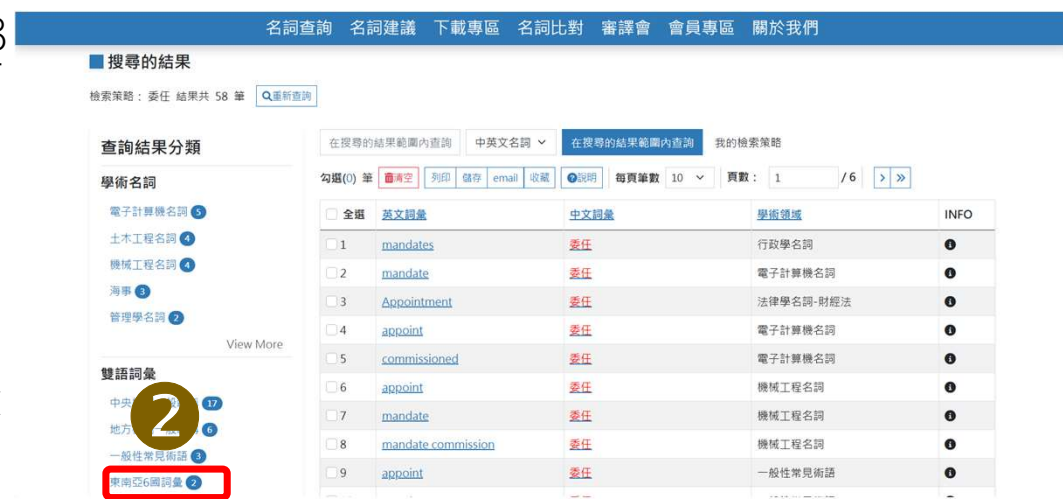 名詞查詢 名詞建議 下載專區 名詞比對 審譯會 會員專區 關於我們
搜尋的結果
檢索策略：委任 結果共 58 筆 重新查詢
查詢結果分類
學術名詞
電子計算機名詞 5
土木工程名詞 4
機械工程名詞 4
海事 3
管理學名詞 2
View More
雙語詞彙
中央 17
地方 6
一般性常見術語 3
東南亞6國詞彙 2
2
在搜尋的結果範圍內查詢 中英文名詞 在搜尋的結果範圍內查詢 我的檢索策略
勾選(0) 筆 清空 列印 儲存 email 收藏 說明 每頁筆數 10 頁數： 1 / 6 > »
全選 英文詞彙 中文詞彙 學術領域 INFO
1 mandates 委任 行政學名詞
2 mandate 委任 電子計算機名詞
3 Appointment 委任 法律學名詞-財經法
4 appoint 委任 電子計算機名詞
5 commissioned 委任 電子計算機名詞
6 appoint 委任 機械工程名詞
7 mandate 委任 機械工程名詞
8 mandate commission 委任 機械工程名詞
9 appoint 委任 一般性常見術語